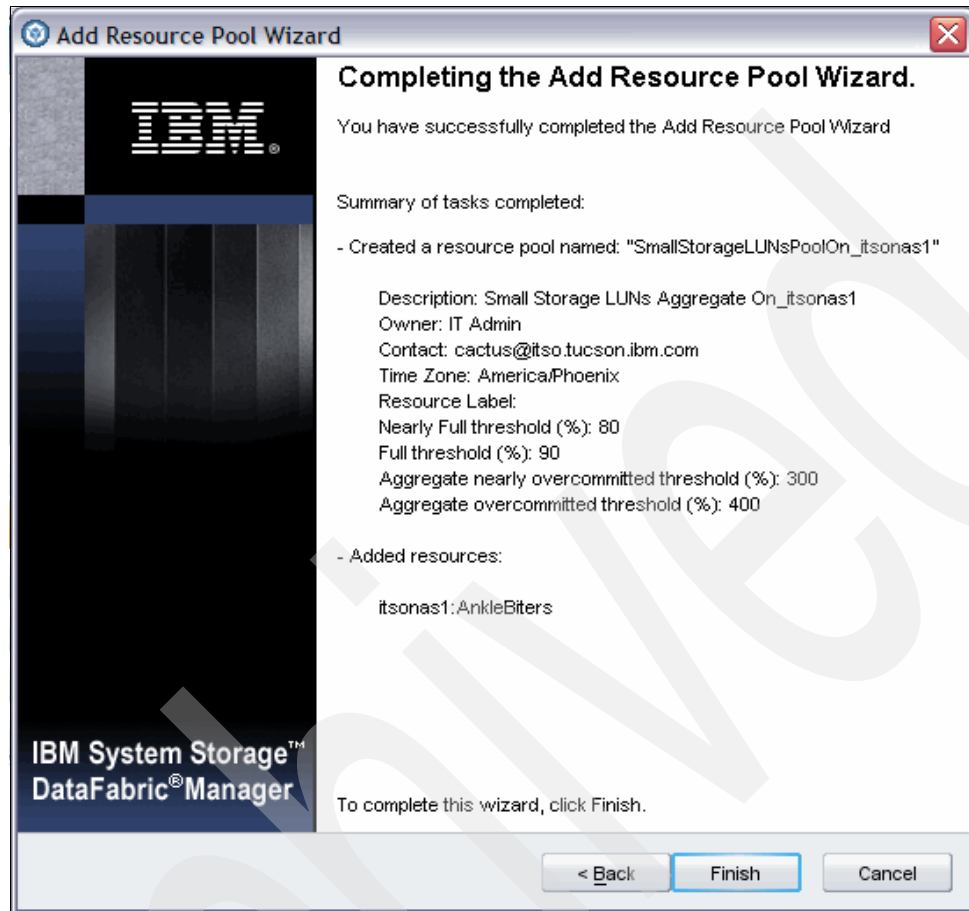 Add Resource Pool Wizard
IBM®
Completing the Add Resource Pool Wizard.
You have successfully completed the Add Resource Pool Wizard
Summary of tasks completed:
- Created a resource pool named: "SmallStorageLUNsPoolOn_itsonas1"
Description: Small Storage LUNs Aggregate On_itsonas1
Owner: IT Admin
Contact: cactus@itso.tucson.ibm.com
Time Zone: America/Phoenix
Resource Label:
Nearly Full threshold (%): 80
Full threshold (%): 90
Aggregate nearly overcommitted threshold (%): 300
Aggregate overcommitted threshold (%): 400
- Added resources:
itsonas1:AnkleBiters
IBM System Storage™
DataFabric®Manager
To complete this wizard, click Finish.
< Back
Finish
Cancel